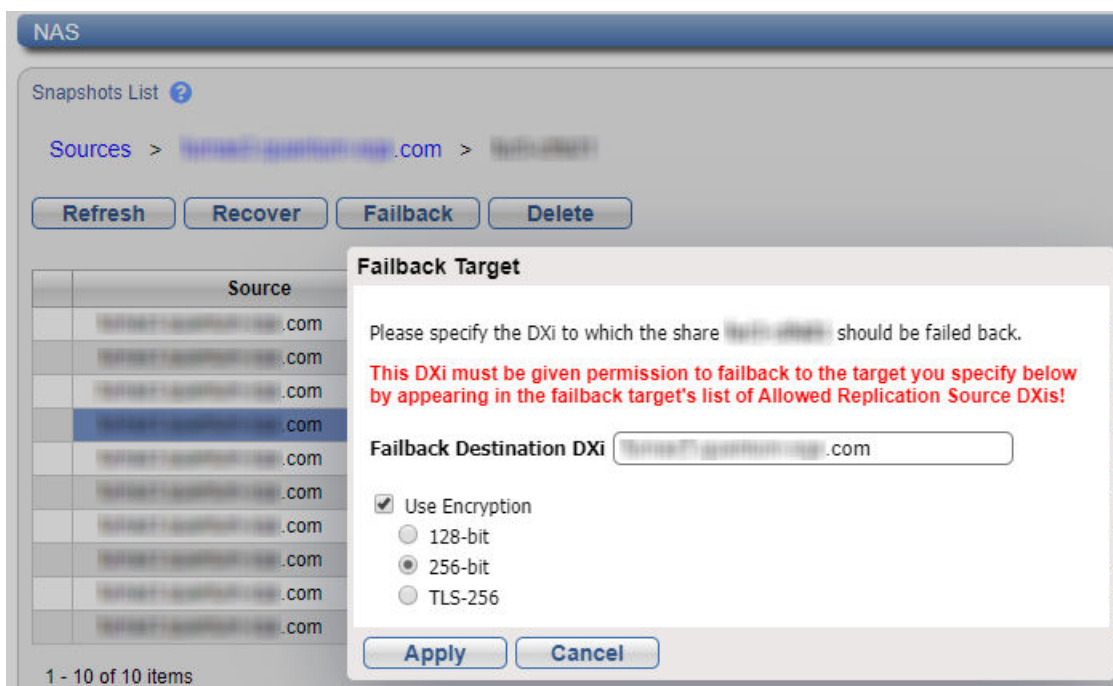 NAS
Snapshots List ?
Sources > .com >
Refresh Recover Failback Delete
Source
.com
.com
.com
.com
.com
.com
.com
.com
.com
.com
1 - 10 of 10 items
Failback Target
Please specify the DXi to which the share should be failed back.
This DXi must be given permission to failback to the target you specify below
by appearing in the failback target's list of Allowed Replication Source DXis!
Failback Destination DXi .com
Use Encryption
128-bit
256-bit
TLS-256
Apply Cancel